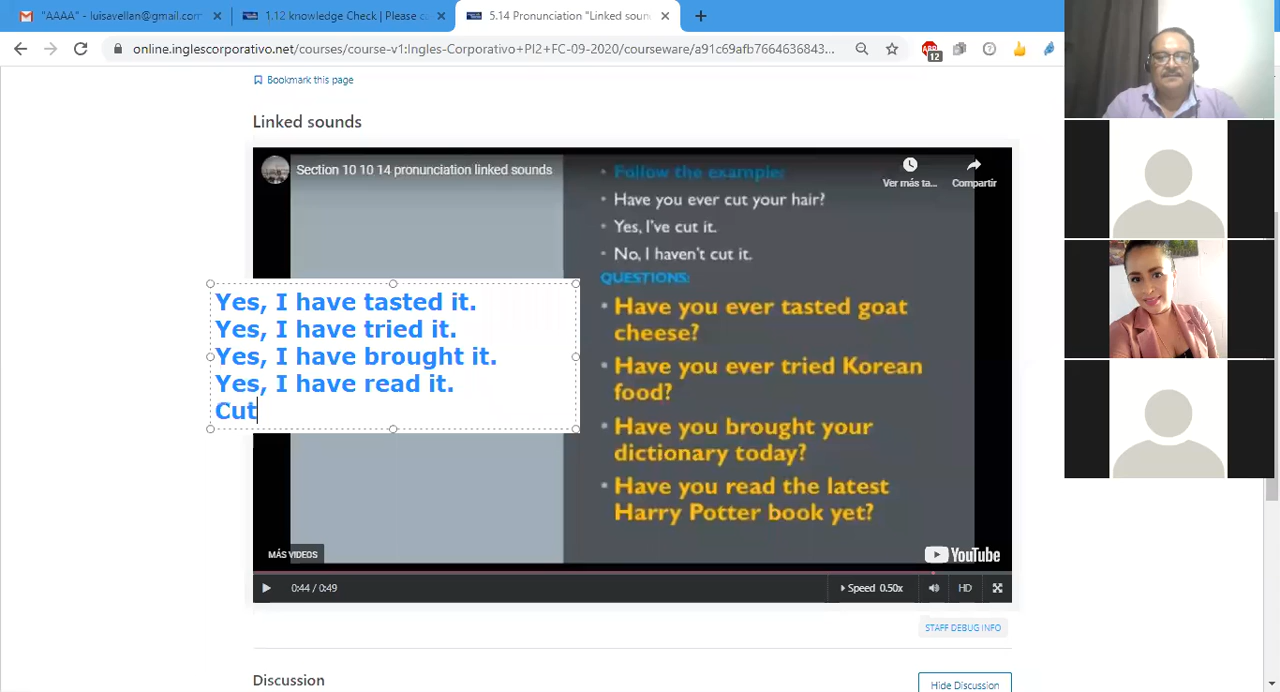 "AAAA" - luisavellan@gmail.com
1.12 knowledge Check | Please c
5.14 Pronunciation "Linked soun
online.inglescorporativo.net/courses/course-v1:Ingles-Corporativo+PI2+FC-09-2020/courseware/a91c69afb7664636843...
ABP
12
Bookmark this page
Linked sounds
Section 10 10 14 pronunciation linked sounds
Ver más ta...
Compartir
Follow the example:
• Have you ever cut your hair?
• Yes, I've cut it.
• No, I haven't cut it.
QUESTIONS:
• Have you ever tasted goat
cheese?
• Have you ever tried Korean
food?
• Have you brought your
dictionary today?
• Have you read the latest
Harry Potter book yet?
Yes, I have tasted it.
Yes, I have tried it.
Yes, I have brought it.
Yes, I have read it.
Cut
MÁS VIDEOS
YouTube
0:44 / 0:49
Speed 0.50x
HD
STAFF DEBUG INFO
Discussion
Hide Discussion